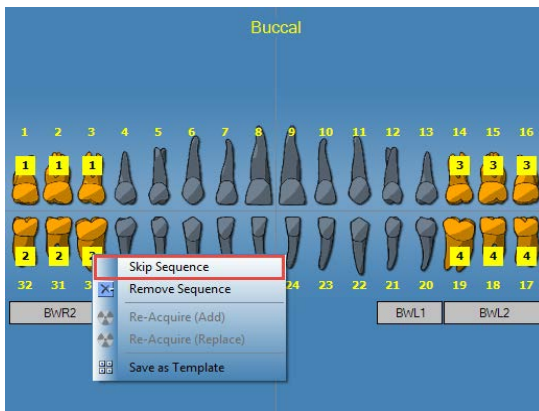 Buccal
1 2 3 4 5 6 7 8 9 10 11 12 13 14 15 16
1 1 1 3 3 3
2 2 2 4 4 4
32 31 3 24 23 22 21 20 19 18 17
BWR2 BWL1 BWL2
Skip Sequence
Remove Sequence
Re-Acquire (Add)
Re-Acquire (Replace)
Save as Template